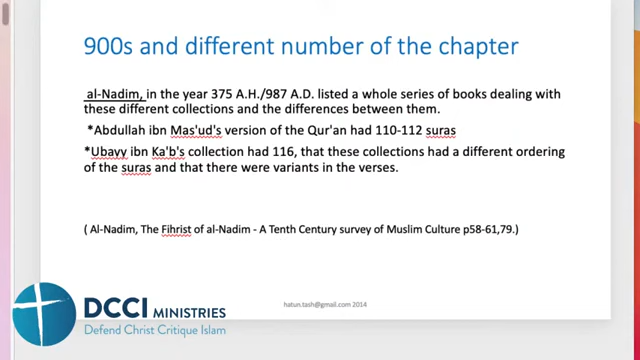 900s and different number of the chapter
al-Nadim, in the year 375 A.H./987 A.D. listed a whole series of books dealing with
these different collections and the differences between them.
*Abdullah ibn Mas'ud's version of the Qur'an had 110-112 suras
*Ubayy ibn Ka'b's collection had 116, that these collections had a different ordering
of the suras and that there were variants in the verses.
( Al-Nadim, The Fihrist of al-Nadim - A Tenth Century survey of Muslim Culture p58-61,79.)
hatun.tash@gmail.com 2014
DCCI MINISTRIES
Defend Christ Critique Islam